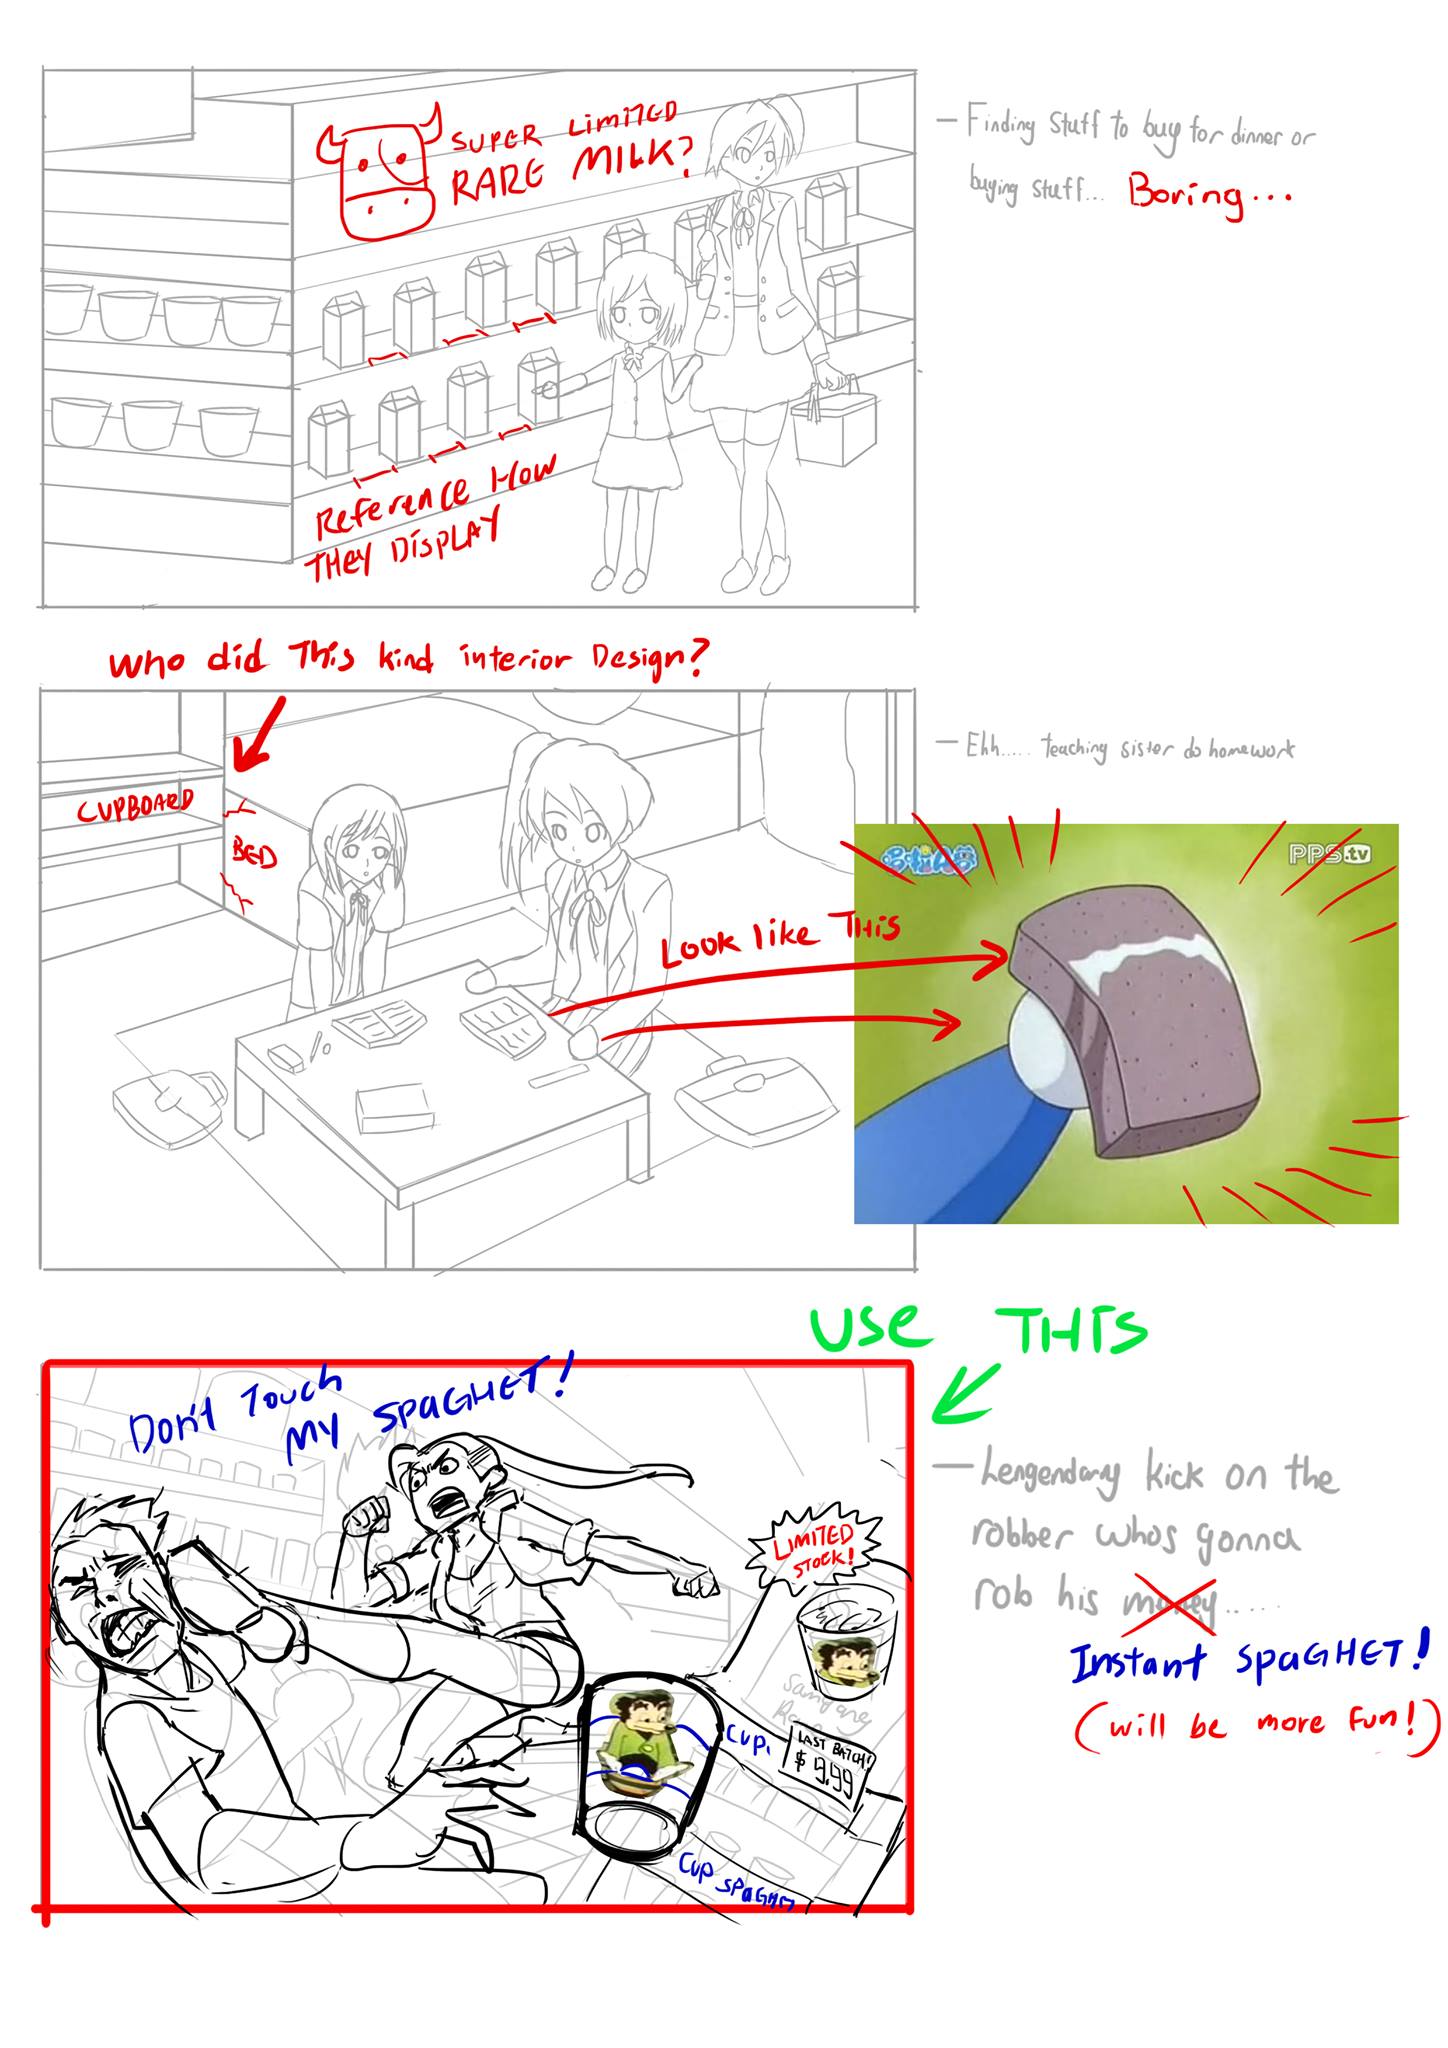 SUPER LIMITED
RARE MILK?
Reference How
They DISPLAY
— Finding stuff to buy for dinner or
buying stuff... Boring...
Who did This kind interior Design?
CUPBOARD
BED
— Ehh..... teaching sister do homework
PPS.tv
Look like This
USE THIS
Don't Touch
My SPAGHET!
LIMITED
STOCK!
Samyang
CUP
LAST BATCH!
$ 9.99
CUP SPAGHET
— Lengendary kick on the
robber whos gonna
rob his money.....
Instant SPAGHET!
(will be more fun!)